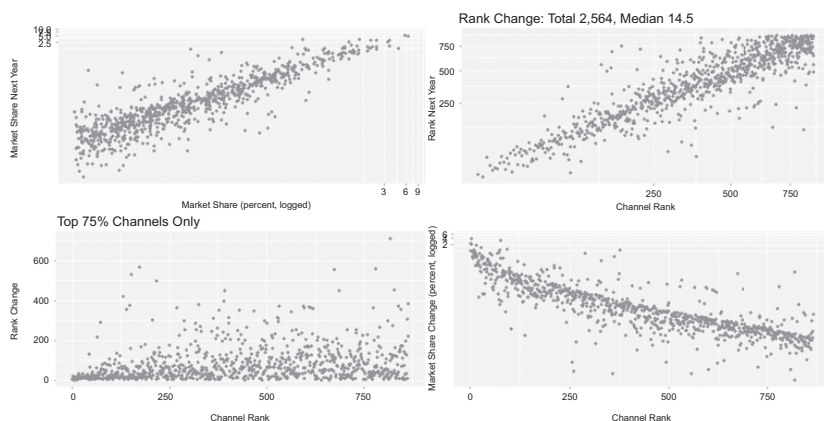 10.0
5.0
2.5
Market Share Next Year
3 6 9
Market Share (percent, logged)
Rank Change: Total 2,564, Median 14.5
750
500
250
Rank Next Year
250 500 750
Channel Rank
Top 75% Channels Only
600
400
200
0
Rank Change
0 250 500 750
Channel Rank
6
4
2
Market Share Change (percent, logged)
0 250 500 750
Channel Rank